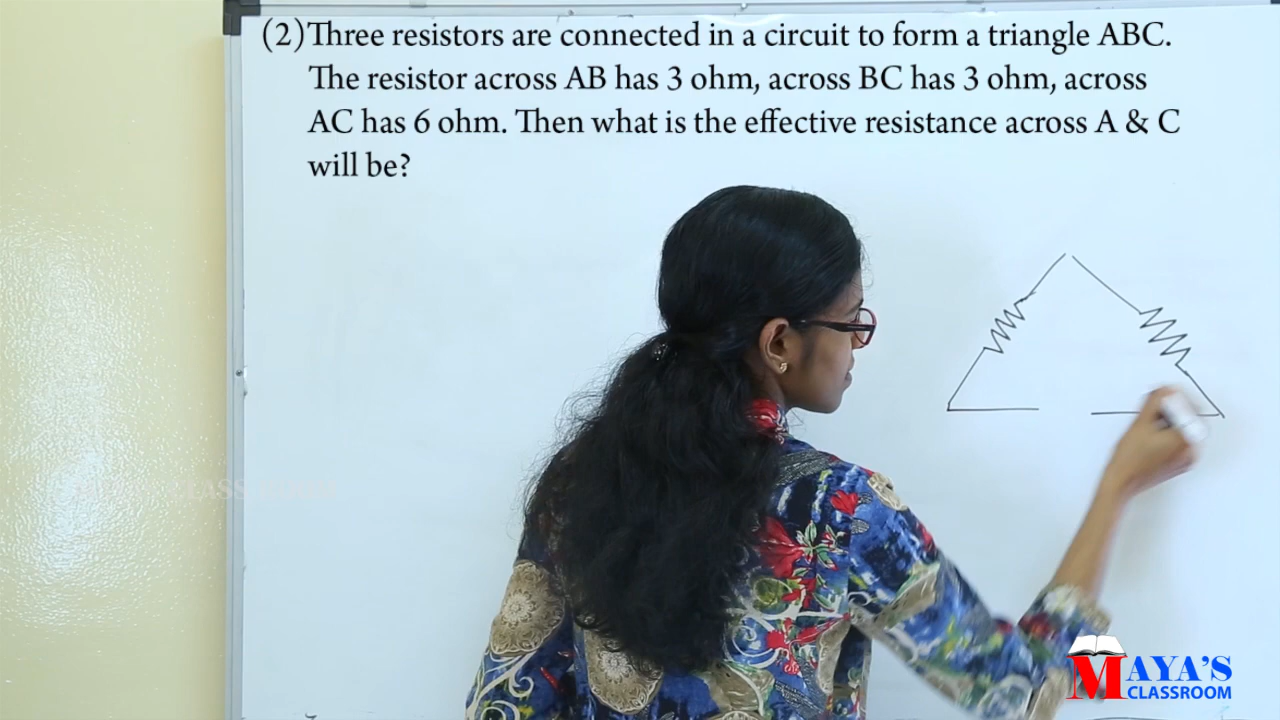 (2)Three resistors are connected in a circuit to form a triangle ABC.
The resistor across AB has 3 ohm, across BC has 3 ohm, across
AC has 6 ohm. Then what is the effective resistance across A & C
will be?
MAYA'S
CLASSROOM